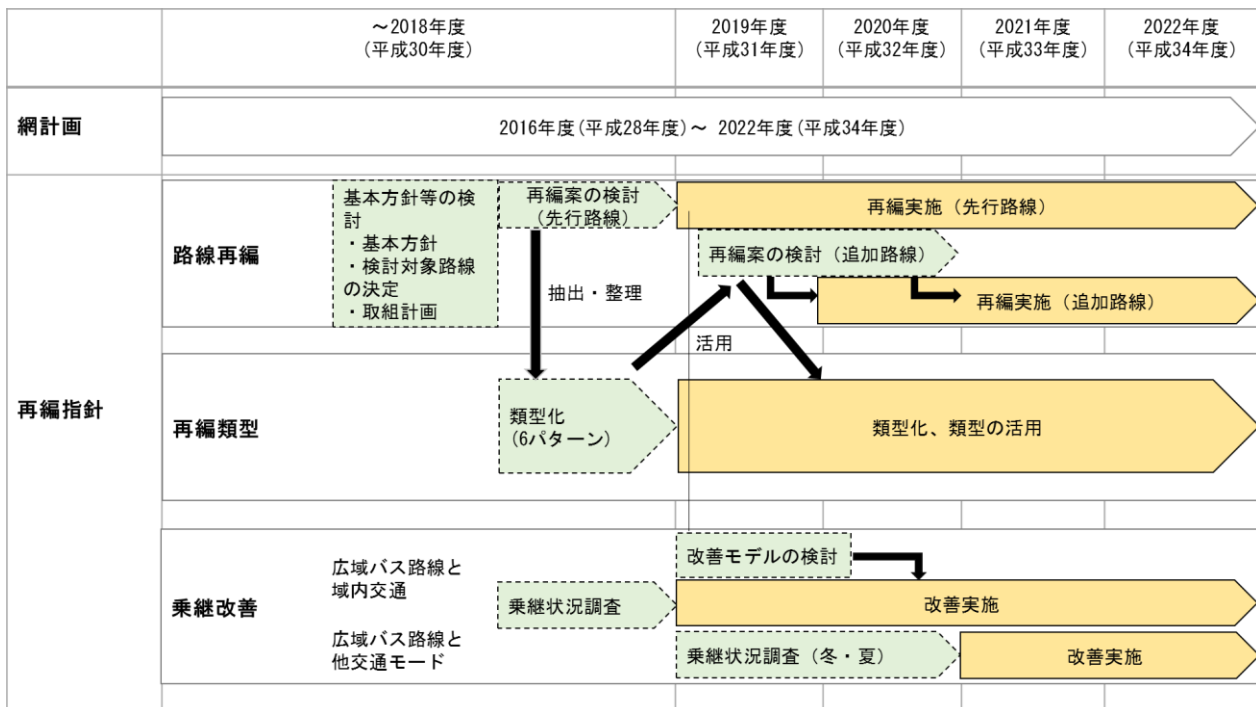 ～2018年度
(平成30年度)
2019年度
(平成31年度)
2020年度
(平成32年度)
2021年度
(平成33年度)
2022年度
(平成34年度)
網計画
2016年度(平成28年度)～ 2022年度(平成34年度)
再編指針
路線再編
基本方針等の検
討
・基本方針
・検討対象路線
の決定
・取組計画
再編案の検討
(先行路線)
再編実施（先行路線）
再編案の検討（追加路線）
再編実施（追加路線）
抽出・整理
活用
再編類型
類型化
(6パターン)
類型化、類型の活用
乗継改善
広域バス路線と
域内交通
乗継状況調査
改善モデルの検討
改善実施
広域バス路線と
他交通モード
乗継状況調査（冬・夏）
改善実施